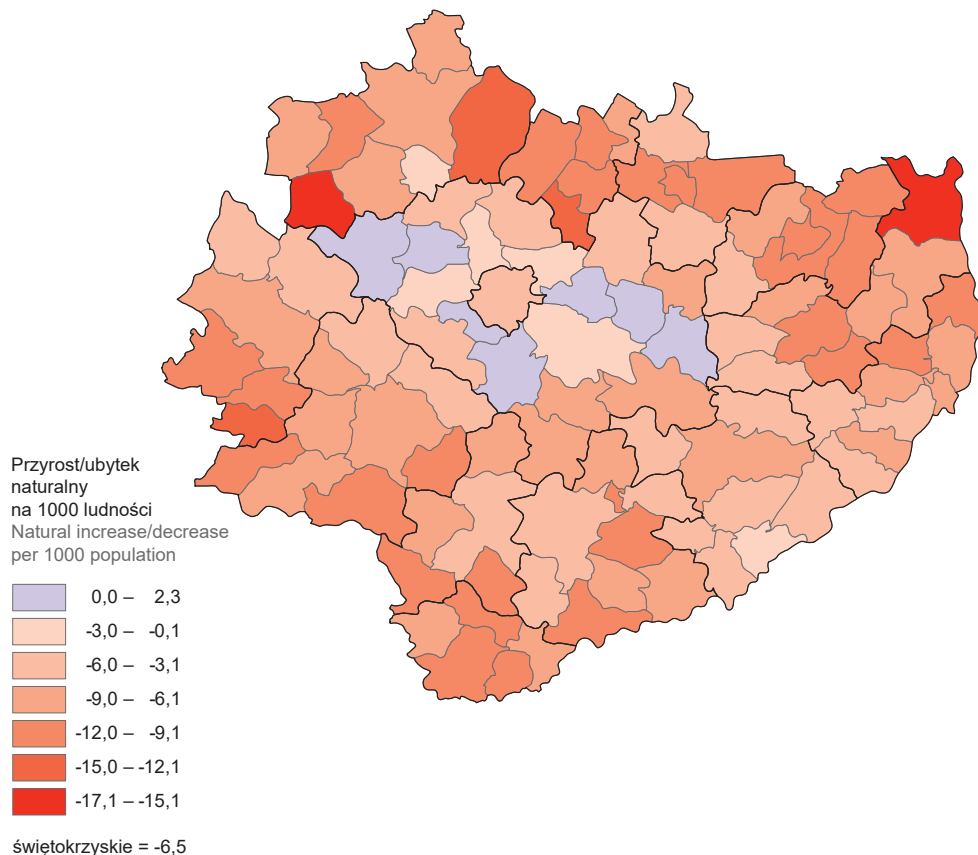 Przyrost/ubytek
naturalny
na 1000 ludności
Natural increase/decrease
per 1000 population
0,0 – 2,3
-3,0 – -0,1
-6,0 – -3,1
-9,0 – -6,1
-12,0 – -9,1
-15,0 – -12,1
-17,1 – -15,1
świętokrzyskie = -6,5